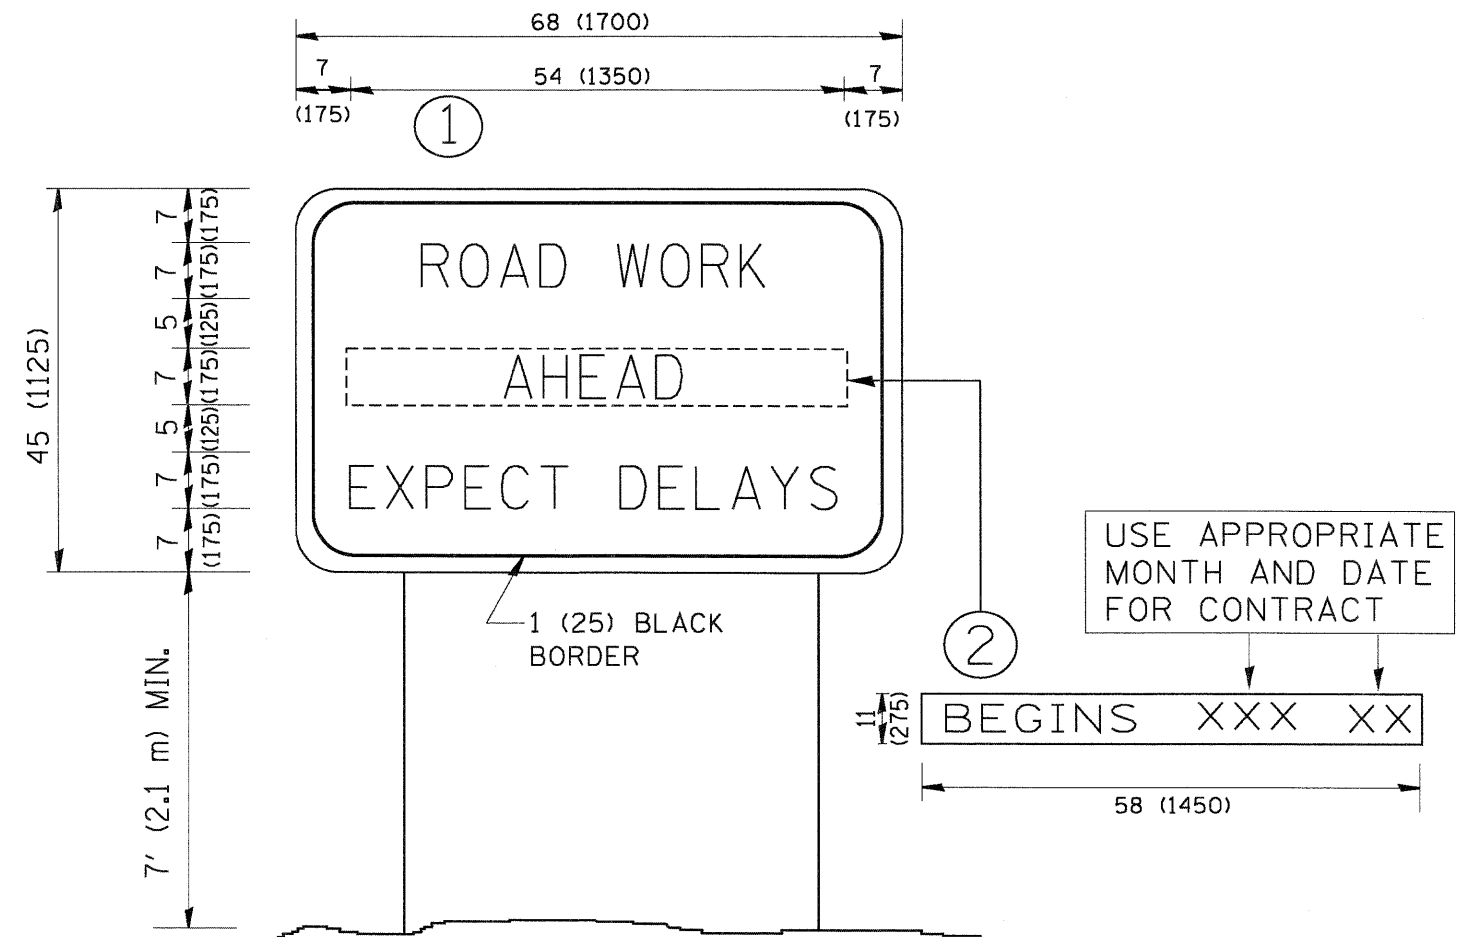 68 (1700)
7
54 (1350)
7
(175)
(175)
1
ROAD WORK
AHEAD
EXPECT DELAYS
45 (1125)
7
(175)
7
(175)
5
(125)
7
(175)
5
(125)
7
(175)
7
(175)
7' (2.1 m) MIN.
1 (25) BLACK
BORDER
USE APPROPRIATE
MONTH AND DATE
FOR CONTRACT
2
11
(275)
BEGINS XXX XX
58 (1450)